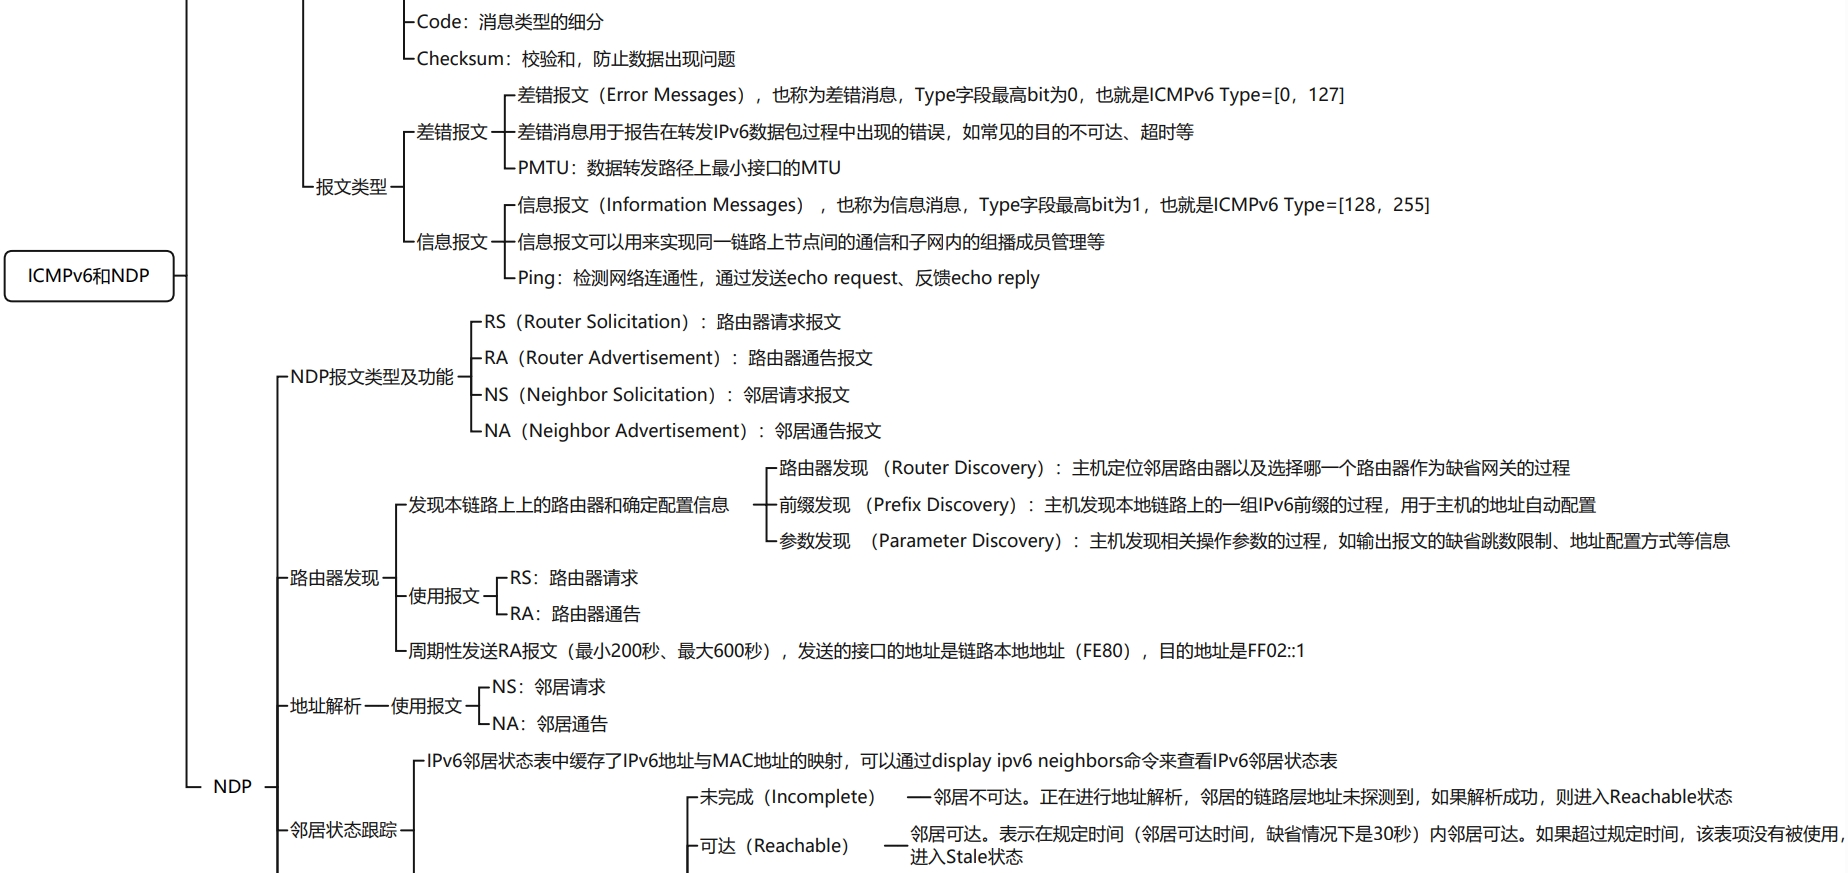 Code：消息类型的细分
Checksum：校验和，防止数据出现问题
差错报文（Error Messages），也称为差错消息，Type字段最高bit为0，也就是ICMPv6 Type=[0，127]
差错报文
差错消息用于报告在转发IPv6数据包过程中出现的错误，如常见的目的不可达、超时等
PMTU：数据转发路径上最小接口的MTU
报文类型
信息报文（Information Messages），也称为信息消息，Type字段最高bit为1，也就是ICMPv6 Type=[128，255]
信息报文
信息报文可以用来实现同一链路上节点间的通信和子网内的组播成员管理等
ICMPv6和NDP
Ping：检测网络连通性，通过发送echo request、反馈echo reply
RS（Router Solicitation）：路由器请求报文
RA（Router Advertisement）：路由器通告报文
NDP报文类型及功能
NS（Neighbor Solicitation）：邻居请求报文
NA（Neighbor Advertisement）：邻居通告报文
路由器发现 （Router Discovery）：主机定位邻居路由器以及选择哪一个路由器作为缺省网关的过程
发现本链路上上的路由器和确定配置信息
前缀发现 （Prefix Discovery）：主机发现本地链路上的一组IPv6前缀的过程，用于主机的地址自动配置
参数发现 （Parameter Discovery）：主机发现相关操作参数的过程，如输出报文的缺省跳数限制、地址配置方式等信息
路由器发现
RS：路由器请求
使用报文
RA：路由器通告
周期性发送RA报文（最小200秒、最大600秒），发送的接口的地址是链路本地地址（FE80），目的地址是FF02::1
NS：邻居请求
地址解析
使用报文
NA：邻居通告
IPv6邻居状态表中缓存了IPv6地址与MAC地址的映射，可以通过display ipv6 neighbors命令来查看IPv6邻居状态表
NDP
未完成（Incomplete）
邻居不可达。正在进行地址解析，邻居的链路层地址未探测到，如果解析成功，则进入Reachable状态
邻居状态跟踪
可达（Reachable）
邻居可达。表示在规定时间（邻居可达时间，缺省情况下是30秒）内邻居可达。如果超过规定时间，该表项没有被使用，
进入Stale状态